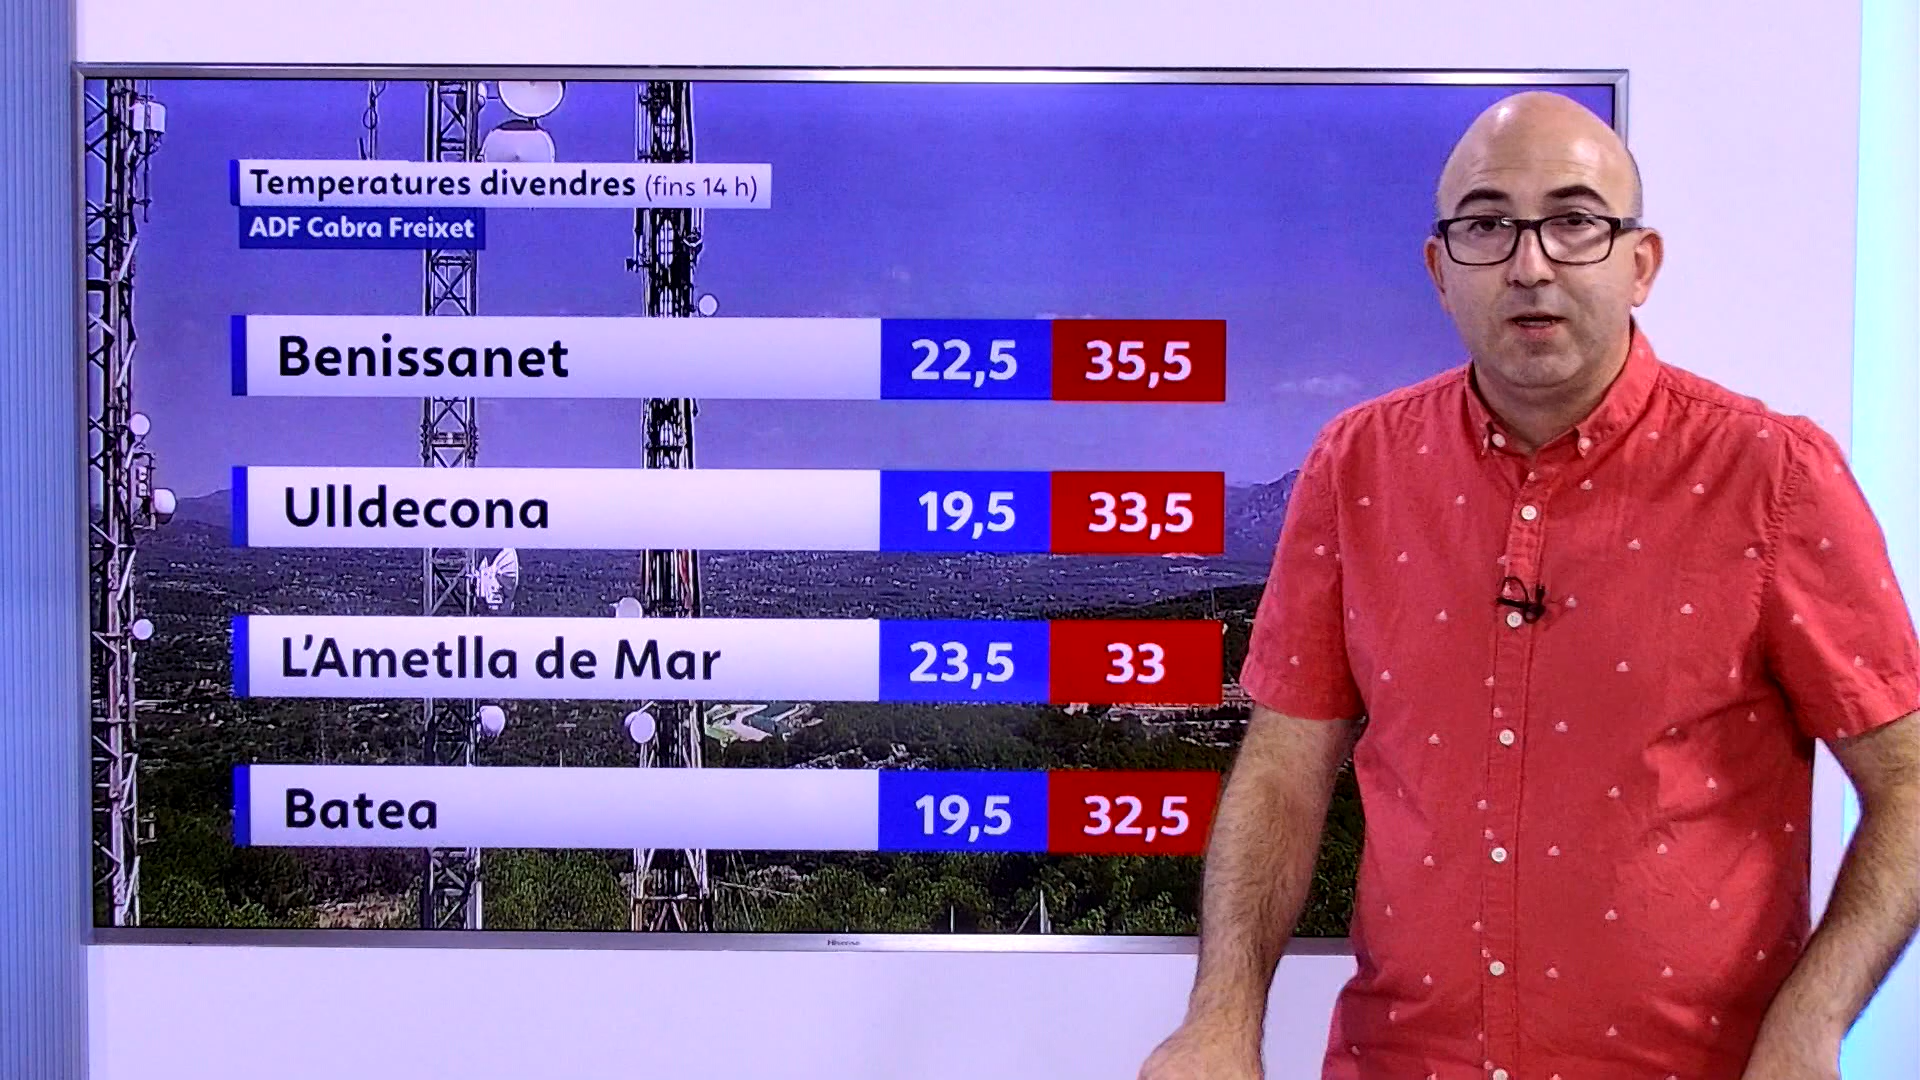 Temperatures divendres (fins 14 h)
ADF Cabra Freixet
Benissanet 22,5 35,5
Ulldecona 19,5 33,5
L'Ametlla de Mar 23,5 33
Batea 19,5 32,5
Hisense